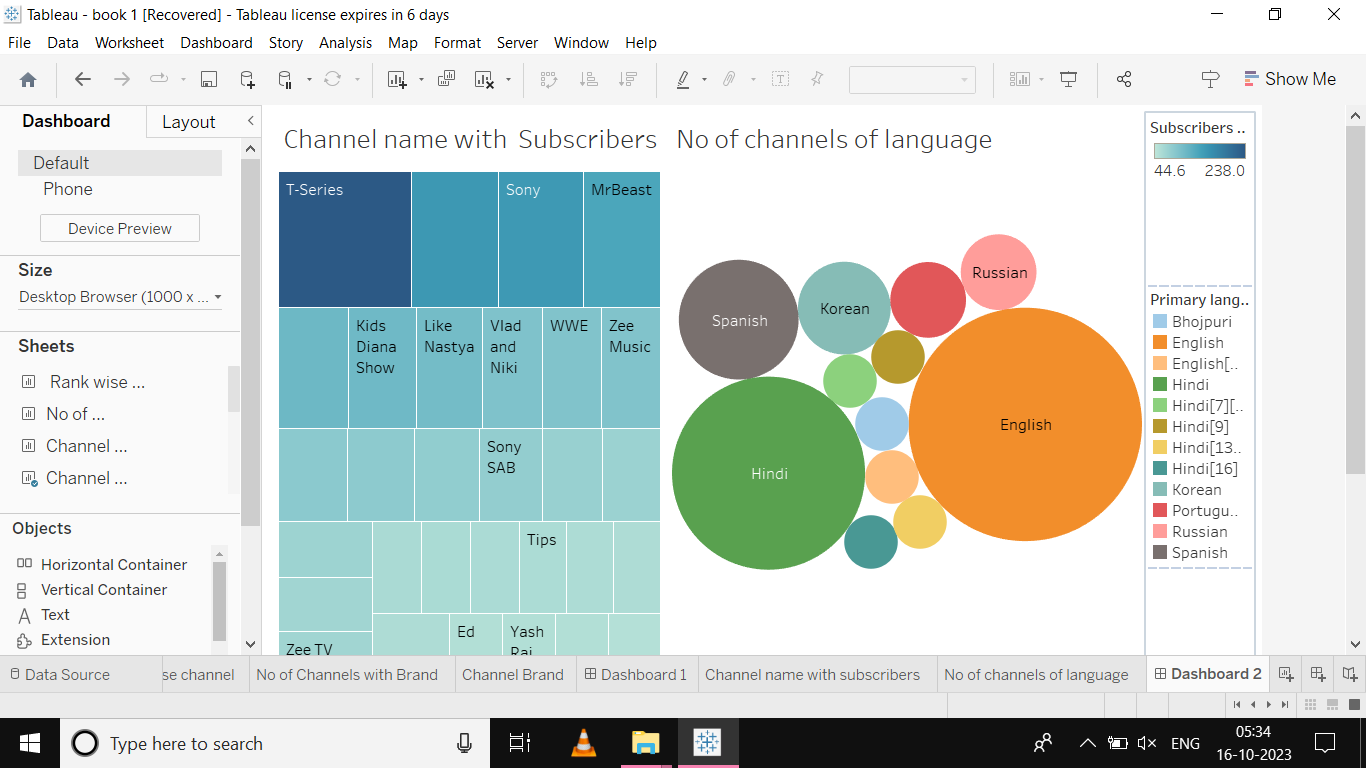 Tableau - book 1 [Recovered] - Tableau license expires in 6 days
File Data Worksheet Dashboard Story Analysis Map Format Server Window Help
Show Me
Dashboard Layout
Default
Phone
Device Preview
Size
Desktop Browser (1000 x ...
Sheets
Rank wise ...
No of ...
Channel ...
Channel ...
Objects
Horizontal Container
Vertical Container
Text
Extension
Channel name with Subscribers
T-Series
Sony
MrBeast
Kids
Diana
Show
Like
Nastya
Vlad
and
Niki
WWE
Zee
Music
Sony
SAB
Tips
Zee TV
Ed
Yash
Raj
No of channels of language
Russian
Korean
Spanish
English
Hindi
Subscribers ..
44.6 238.0
Primary lang..
Bhojpuri
English
English[..
Hindi
Hindi[7][..
Hindi[9]
Hindi[13..
Hindi[16]
Korean
Portugu..
Russian
Spanish
Data Source
se channel
No of Channels with Brand
Channel Brand
Dashboard 1
Channel name with subscribers
No of channels of language
Dashboard 2
Type here to search
ENG
05:34
16-10-2023